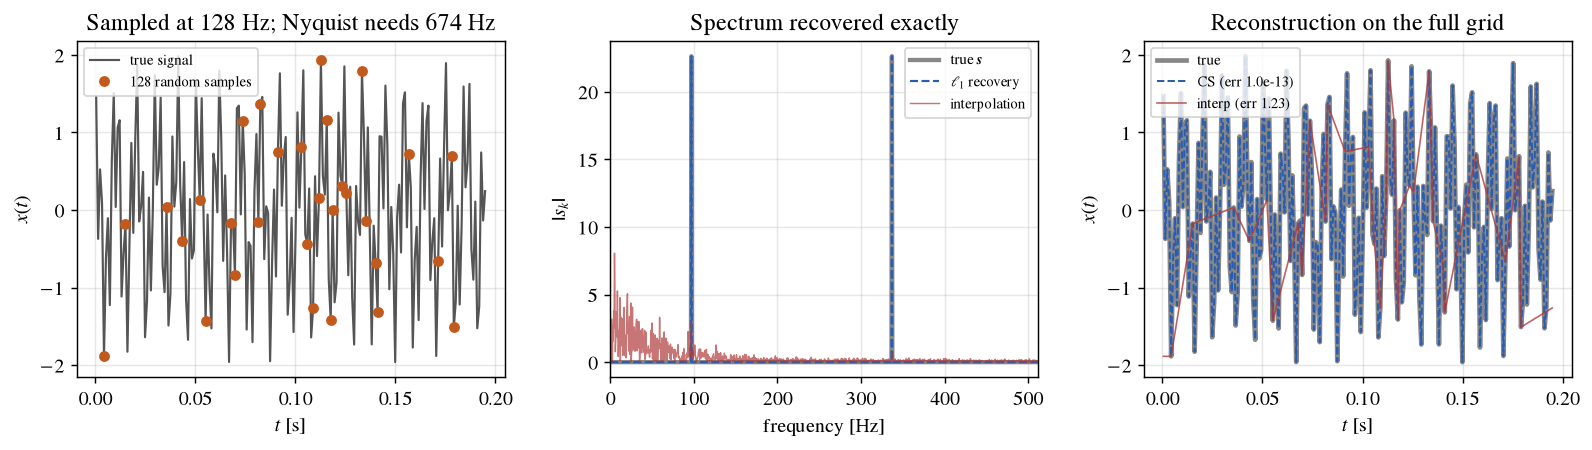 Sampled at 128 Hz; Nyquist needs 674 Hz
true signal
128 random samples
2
1
0
−1
−2
x(t)
0.00
0.05
0.10
0.15
0.20
t [s]
Spectrum recovered exactly
true s
ℓ₁ recovery
interpolation
20
15
10
5
0
|sₖ|
0
100
200
300
400
500
frequency [Hz]
Reconstruction on the full grid
true
CS (err 1.0e-13)
interp (err 1.23)
2
1
0
−1
−2
x(t)
0.00
0.05
0.10
0.15
0.20
t [s]